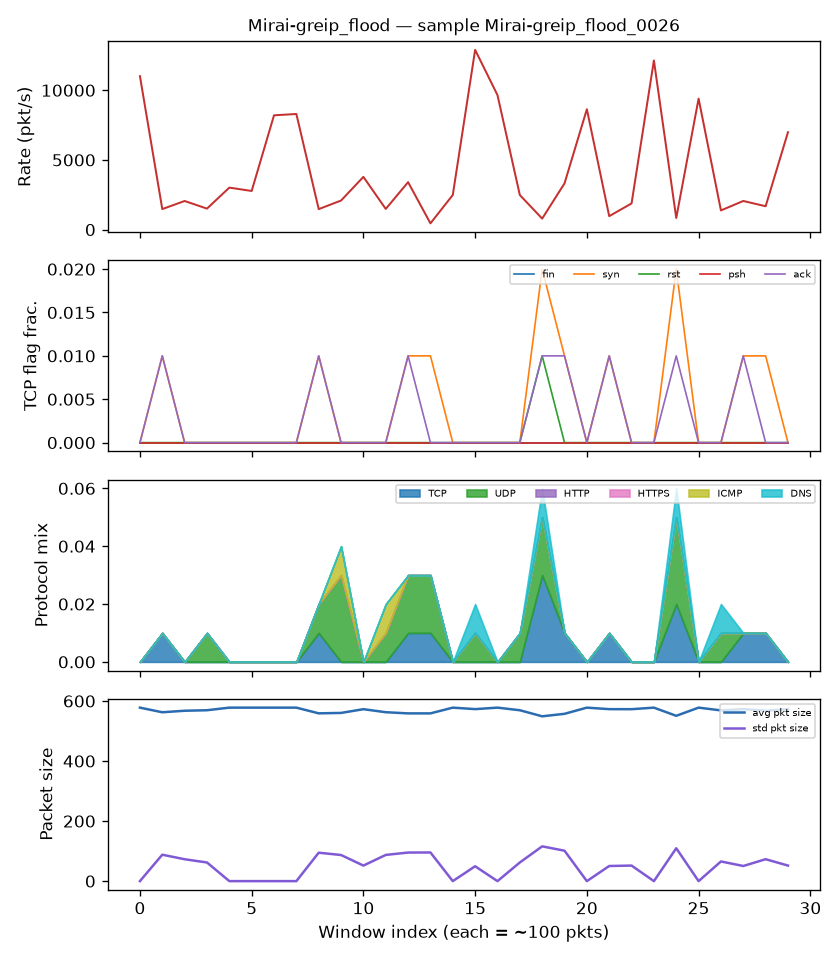 Mirai-greip_flood — sample Mirai-greip_flood_0026
Rate (pkt/s)
10000
5000
0
TCP flag frac.
0.020
0.015
0.010
0.005
0.000
fin syn rst psh ack
Protocol mix
0.06
0.04
0.02
0.00
TCP UDP HTTP HTTPS ICMP DNS
Packet size
600
400
200
0
avg pkt size
std pkt size
0 5 10 15 20 25 30
Window index (each = ~100 pkts)